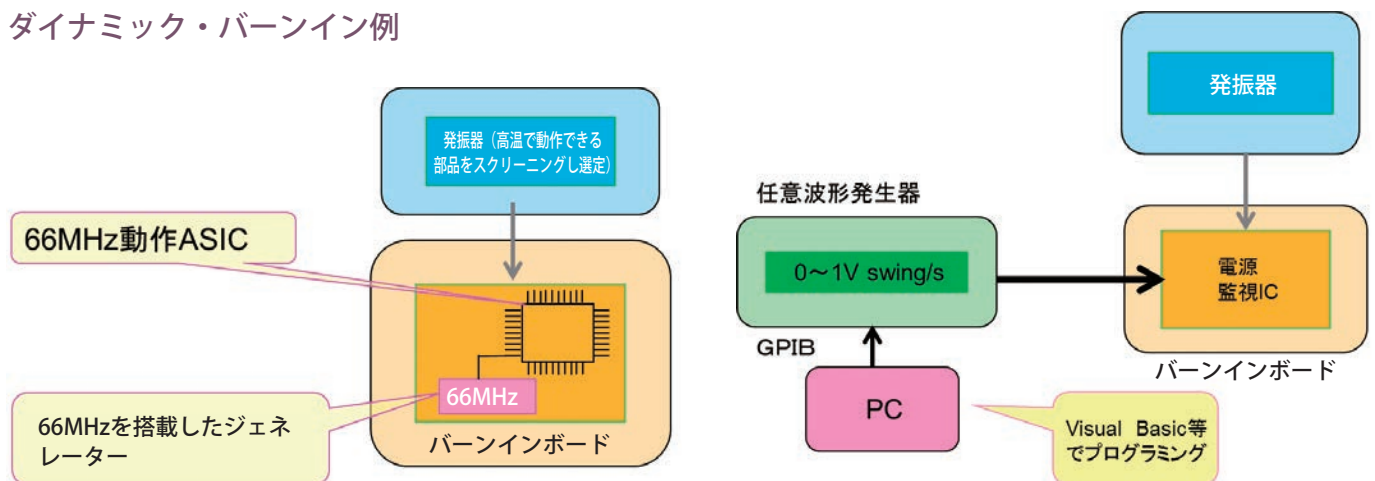 ダイナミック・バーンイン例
発振器（高温で動作できる
部品をスクリーニングし選定）
66MHz動作ASIC
66MHz
66MHzを搭載したジェネ
レーター
バーンインボード
発振器
任意波形発生器
0～1V swing/s
電源
監視IC
GPIB
バーンインボード
PC
Visual Basic等
でプログラミング